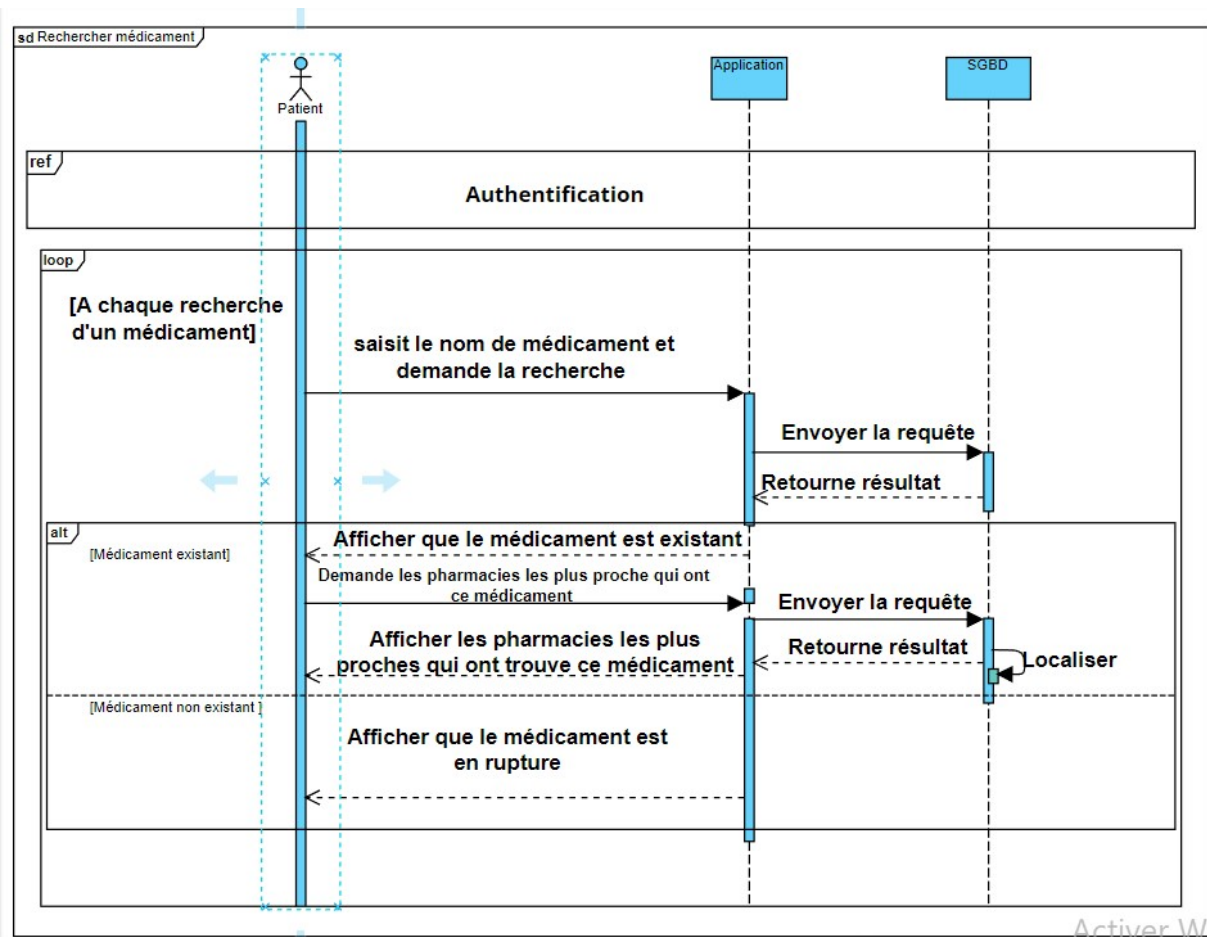 sd Rechercher médicament
Patient
Application
SGBD
ref
Authentification
loop
[A chaque recherche
d'un médicament]
saisit le nom de médicament et
demande la recherche
Envoyer la requête
Retourne résultat
alt
[Médicament existant]
Afficher que le médicament est existant
Demande les pharmacies les plus proche qui ont
ce médicament
Envoyer la requête
Afficher les pharmacies les plus
proches qui ont trouve ce médicament
Retourne résultat
Localiser
[Médicament non existant ]
Afficher que le médicament est
en rupture
Activer W